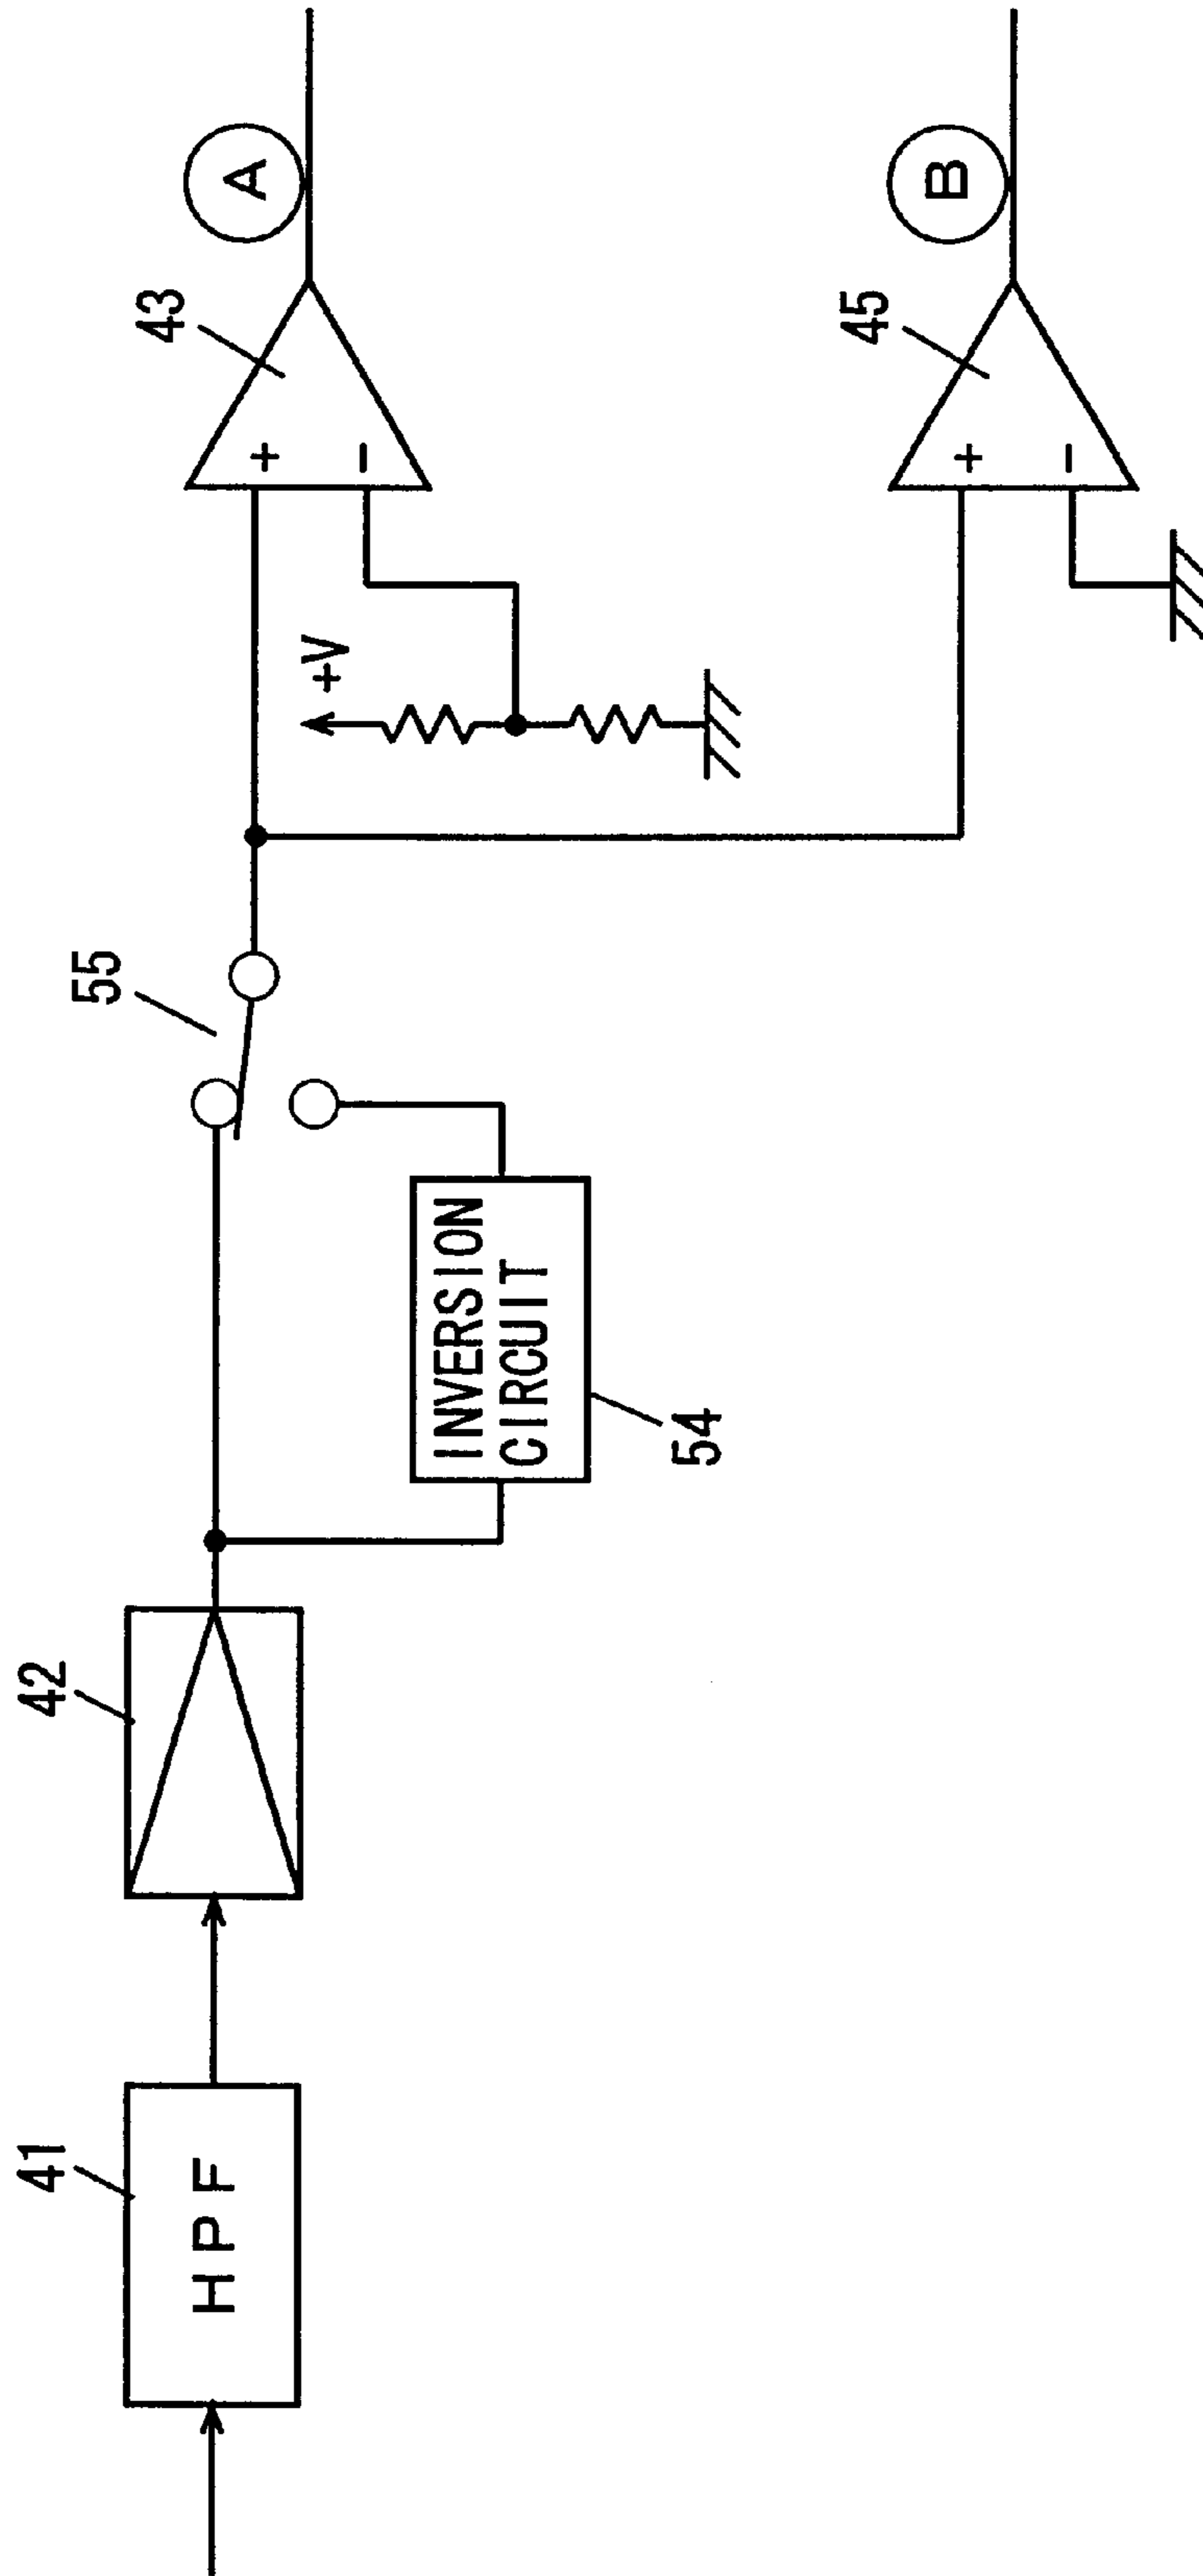 41
HPF
42
INVERSION
CIRCUIT
54
55
+V
43
+
-
A
45
+
-
B